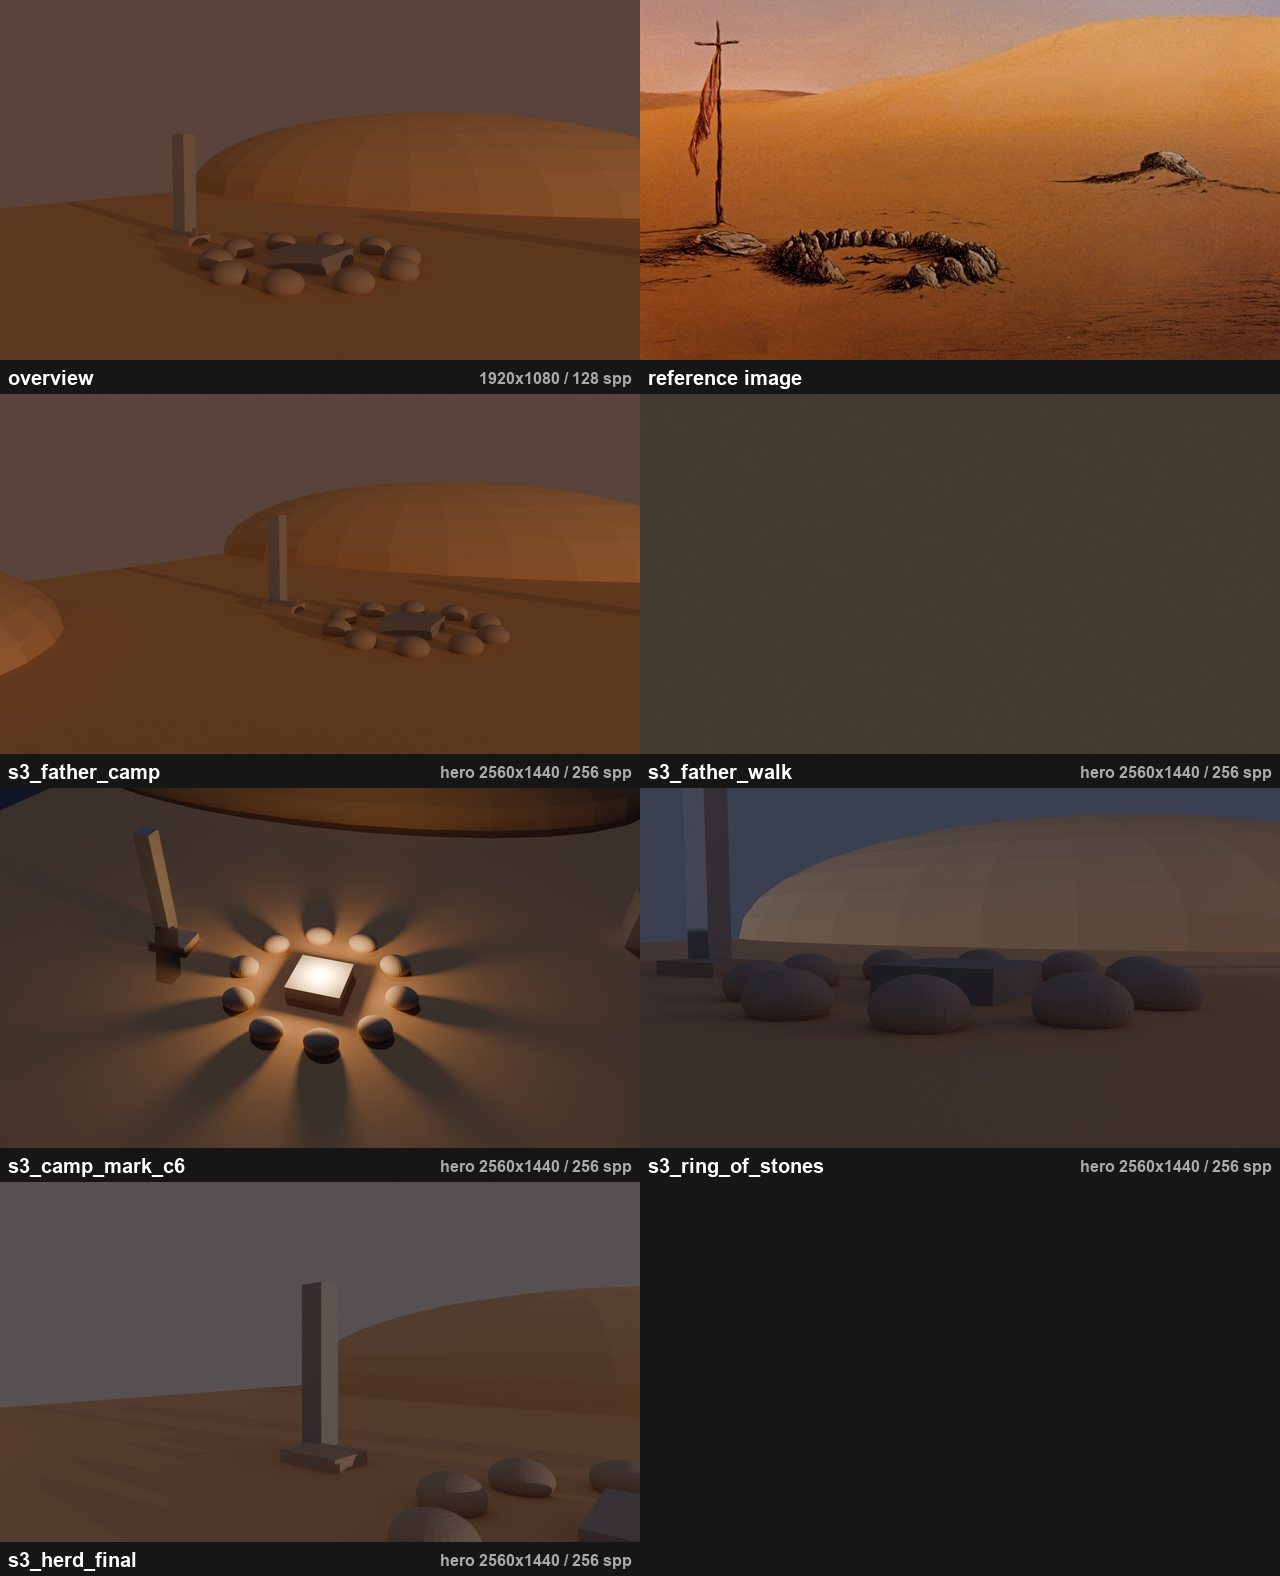 overview 1920x1080 / 128 spp
reference image
s3_father_camp hero 2560x1440 / 256 spp
s3_father_walk hero 2560x1440 / 256 spp
s3_camp_mark_c6 hero 2560x1440 / 256 spp
s3_ring_of_stones hero 2560x1440 / 256 spp
s3_herd_final hero 2560x1440 / 256 spp